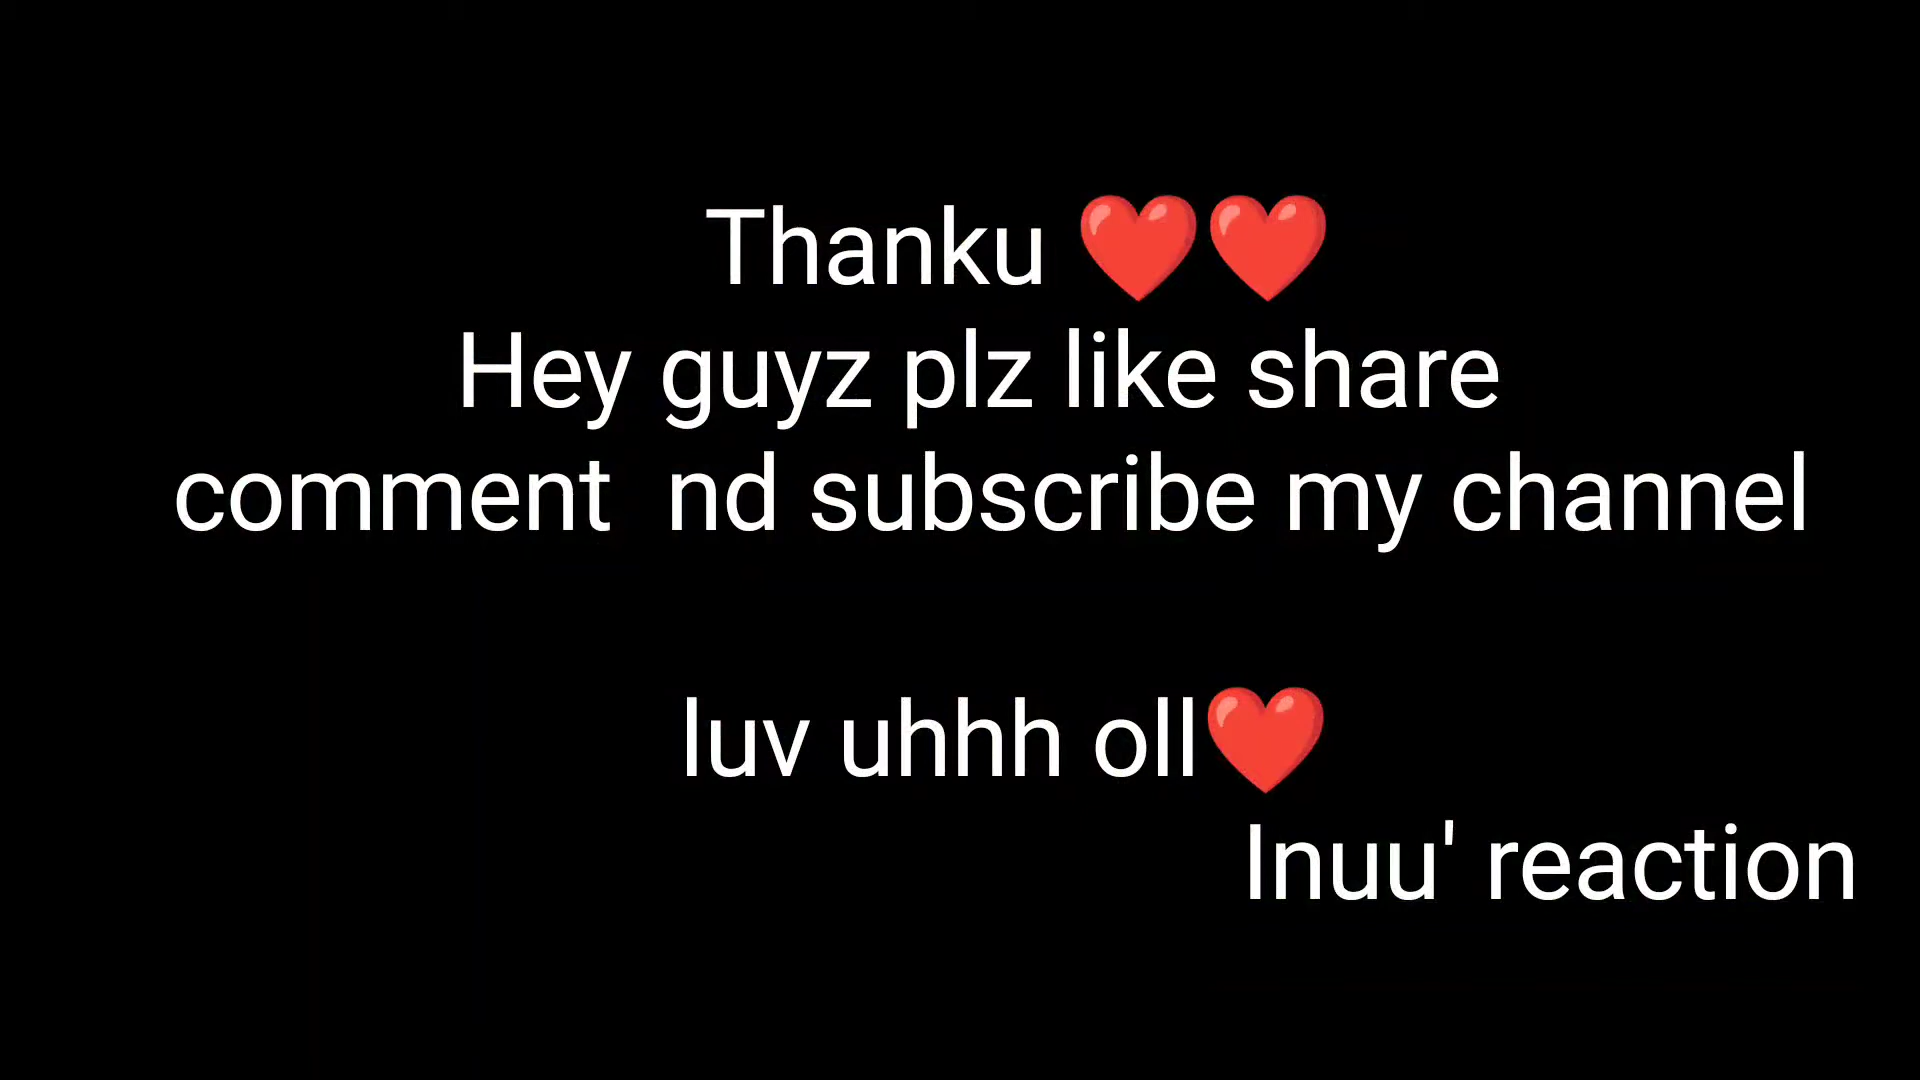 Thanku ❤️❤️
Hey guyz plz like share
comment  nd subscribe my channel
luv uhhh oll❤️
Inuu' reaction